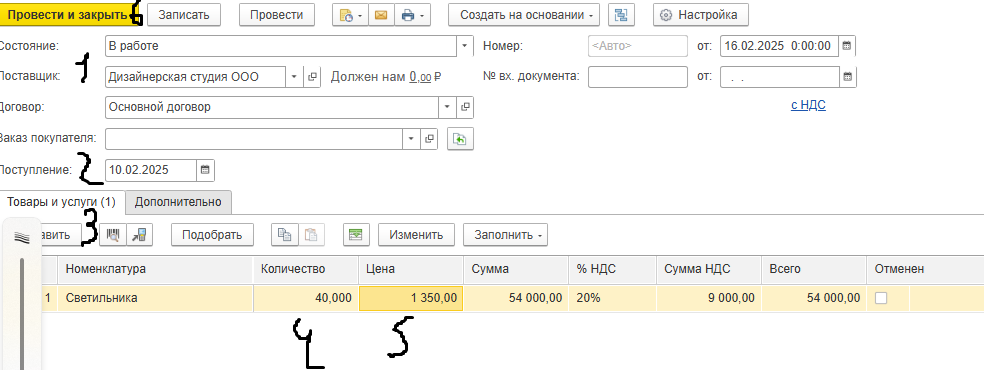 Провести и закрыть 6 Записать Провести Создать на основании Настройка
Состояние: В работе Номер: <Авто> от: 16.02.2025 0:00:00
1
Поставщик: Дизайнерская студия ООО Должен нам 0,00 ₽ № вх. документа: от: . .
Договор: Основной договор с НДС
Заказ покупателя:
2
Поступление: 10.02.2025
Товары и услуги (1) Дополнительно
3
авить Подобрать Изменить Заполнить
Номенклатура Количество Цена Сумма % НДС Сумма НДС Всего Отменен
1 Светильника 40,000 1 350,00 54 000,00 20% 9 000,00 54 000,00
4 5